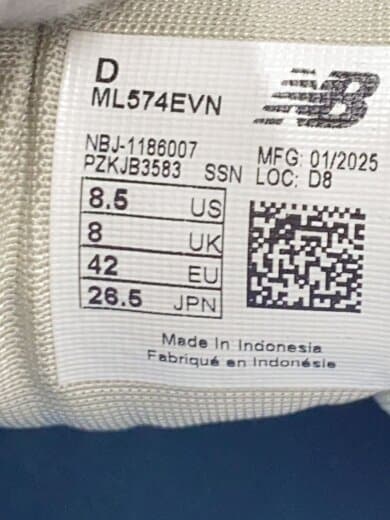 D
ML574EVN
NB
NBJ-1186007
PZKJB3583 SSN
MFG: 01/2025
LOC: D8
8.5 US
8 UK
42 EU
26.5 JPN
Made In Indonesia
Fabriqué en Indonésie